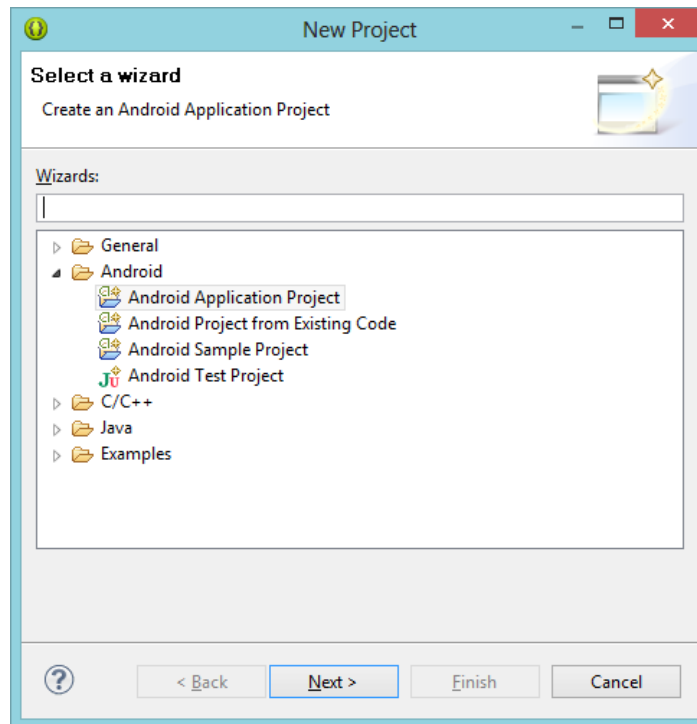 New Project
Select a wizard
Create an Android Application Project
Wizards:
General
Android
Android Application Project
Android Project from Existing Code
Android Sample Project
Android Test Project
C/C++
Java
Examples
? < Back Next > Finish Cancel